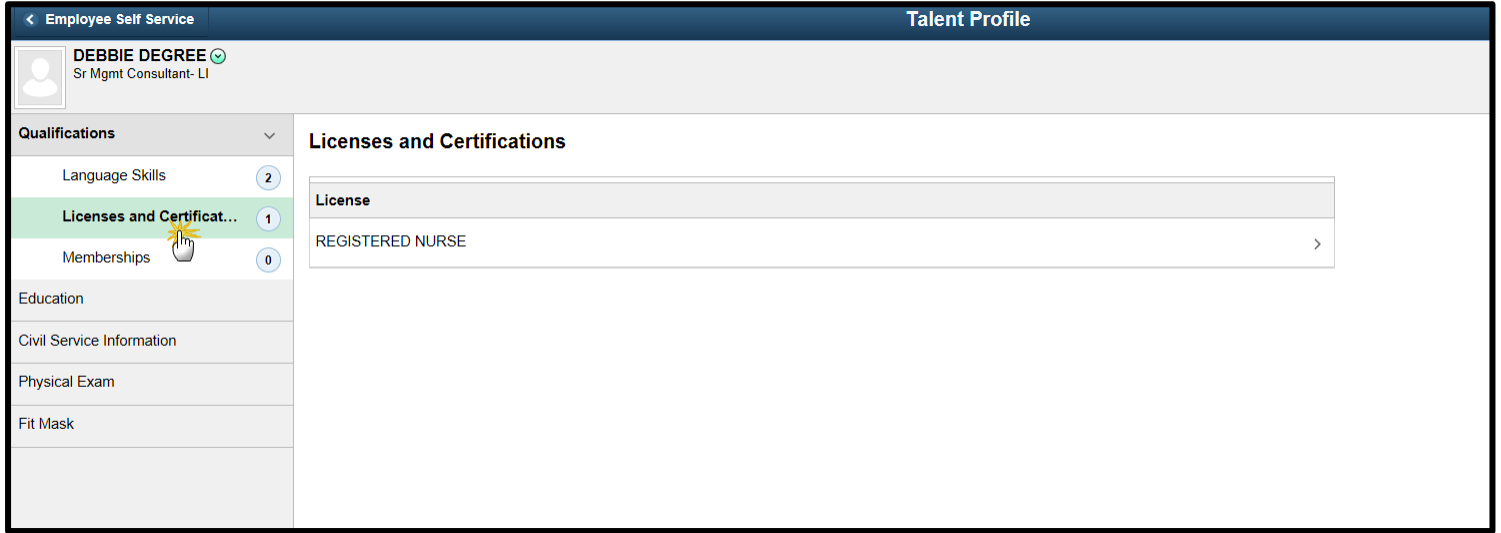 Employee Self Service
Talent Profile
DEBBIE DEGREE
Sr Mgmt Consultant- LI
Qualifications
Language Skills 2
Licenses and Certificat... 1
Memberships 0
Education
Civil Service Information
Physical Exam
Fit Mask
Licenses and Certifications
License
REGISTERED NURSE